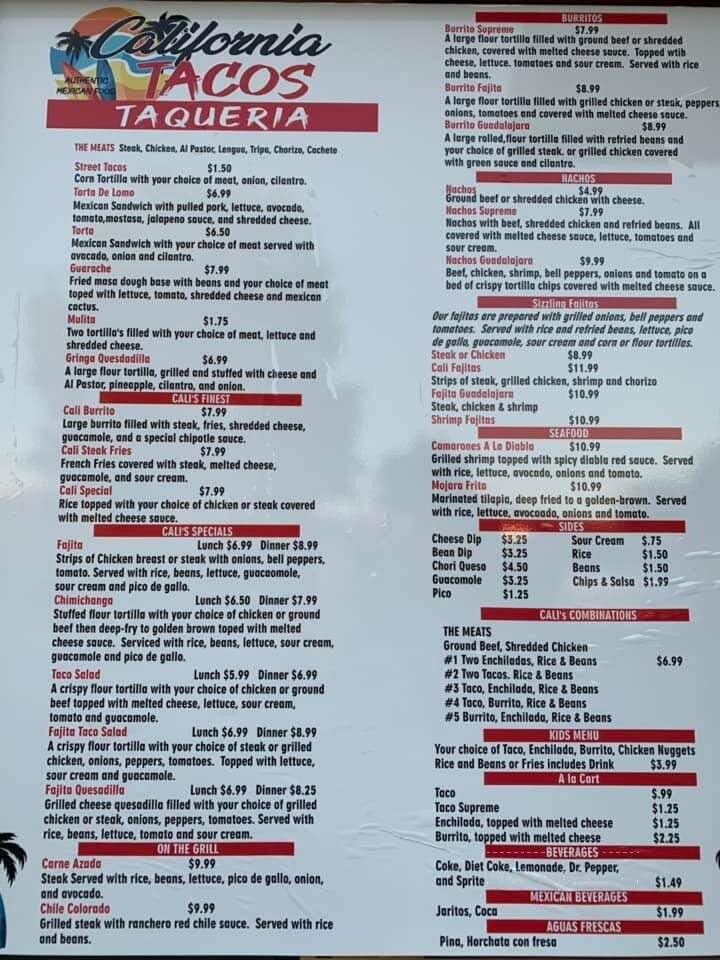 California
TACOS
AUTHENTIC
MEXICAN FOOD
TAQUERIA
THE MEATS Steak, Chicken, Al Pastor, Lengua, Tripa, Chorizo, Cachete
Street Tacos $1.50
Corn Tortilla with your choice of meat, onion, cilantro.
Torta De Lomo $6.99
Mexican Sandwich with pulled pork, lettuce, avocado,
tomato,mostasa, jalapeno sauce, and shredded cheese.
Torta $6.50
Mexican Sandwich with your choice of meat served with
avacado, onion and cilantro.
Guarache $7.99
Fried masa dough base with beans and your choice of meat
toped with lettuce, tomato, shredded cheese and mexican
cactus.
Mulita $1.75
Two tortilla's filled with your choice of meat, lettuce and
shredded cheese.
Gringa Quesdadilla $6.99
A large flour tortilla, grilled and stuffed with cheese and
Al Pastor, pineapple, cilantro, and onion.
CALI'S FINEST
Cali Burrito $7.99
Large burrito filled with steak, fries, shredded cheese,
guacamole, and a special chipotle sauce.
Cali Steak Fries $7.99
French Fries covered with steak, melted cheese,
guacamole, and sour cream.
Cali Special $7.99
Rice topped with your choice of chicken or steak covered
with melted cheese sauce.
CALI'S SPECIALS
Fajita Lunch $6.99 Dinner $8.99
Strips of Chicken breast or steak with onions, bell peppers,
tomato. Served with rice, beans, lettuce, guacaomole,
sour cream and pico de gallo.
Chimichanga Lunch $6.50 Dinner $7.99
Stuffed flour tortilla with your choice of chicken or ground
beef then deep-fry to golden brown toped with melted
cheese sauce. Serviced with rice, beans, lettuce, sour cream,
guacamole and pico de gallo.
Taco Salad Lunch $5.99 Dinner $6.99
A crispy flour tortilla with your choice of chicken or ground
beef topped with melted cheese, lettuce, sour cream,
tomato and guacamole.
Fajita Taco Salad Lunch $6.99 Dinner $8.99
A crispy flour tortilla with your choice of steak or grilled
chicken, onions, peppers, tomatoes. Topped with lettuce,
sour cream and guacamole.
Fajita Quesadilla Lunch $6.99 Dinner $8.25
Grilled cheese quesadilla filled with your choice of grilled
chicken or steak, onions, peppers, tomatoes. Served with
rice, beans, lettuce, tomato and sour cream.
ON THE GRILL
Carne Azada $9.99
Steak Served with rice, beans, lettuce, pico de gallo, onion,
and avocado.
Chile Colorado $9.99
Grilled steak with ranchero red chile sauce. Served with rice
and beans.
BURRITOS
Burrito Supreme $7.99
A large flour tortilla filled with ground beef or shredded
chicken, covered with melted cheese sauce. Topped wtih
cheese, lettuce. tomatoes and sour cream. Served with rice
and beans.
Burrito Fajita $8.99
A large flour tortilla filled with grilled chicken or steak, peppers
onions, tomatoes and covered with melted cheese sauce.
Burrito Guadalajara $8.99
A large rolled,flour tortilla filled with refried beans and
your choice of grilled steak. or grilled chicken covered
with green sauce and cilantro.
NACHOS
Nachos $4.99
Ground beef or shredded chicken with cheese.
Nachos Supreme $7.99
Nachos with beef, shredded chicken and refried beans. All
covered with melted cheese sauce, lettuce, tomatoes and
sour cream.
Nachos Guadalajara $9.99
Beef, chicken, shrimp, bell peppers, onions and tomato on a
bed of crispy tortilla chips covered with melted cheese sauce.
Sizzling Fajitas
Our fajitas are prepared with grilled onions, bell peppers and
tomatoes. Served with rice and refried beans, lettuce, pico
de gallo, guacamole, sour cream and corn or flour tortillas.
Steak or Chicken $8.99
Cali Fajitas $11.99
Strips of steak, grilled chicken, shrimp and chorizo
Fajita Guadalajara $10.99
Steak, chicken & shrimp
Shrimp Fajitas $10.99
SEAFOOD
Camarones A La Diabla $10.99
Grilled shrimp topped with spicy diabla red sauce. Served
with rice, lettuce, avocado, onions and tomato.
Mojara Frita $10.99
Marinated tilapia, deep fried to a golden-brown. Served
with rice, lettuce, avocaado, onions and tomato.
SIDES
Cheese Dip $3.25 Sour Cream $.75
Bean Dip $3.25 Rice $1.50
Chori Queso $4.50 Beans $1.50
Guacomole $3.25 Chips & Salsa $1.99
Pico $1.25
CALI's COMBINATIONS
THE MEATS
Ground Beef, Shredded Chicken
#1 Two Enchiladas, Rice & Beans $6.99
#2 Two Tacos. Rice & Beans
#3 Taco, Enchilada, Rice & Beans
#4 Taco, Burrito, Rice & Beans
#5 Burrito, Enchilada, Rice & Beans
KIDS MENU
Your choice of Taco, Enchilada, Burrito, Chicken Nuggets
Rice and Beans or Fries includes Drink $3.99
A la Cart
Taco $.99
Taco Supreme $1.25
Enchilada, topped with melted cheese $1.25
Burrito, topped with melted cheese $2.25
BEVERAGES
Coke, Diet Coke, Lemonade, Dr. Pepper,
and Sprite $1.49
MEXICAN BEVERAGES
Jaritos, Coca $1.99
AGUAS FRESCAS
Pina, Horchata con fresa $2.50